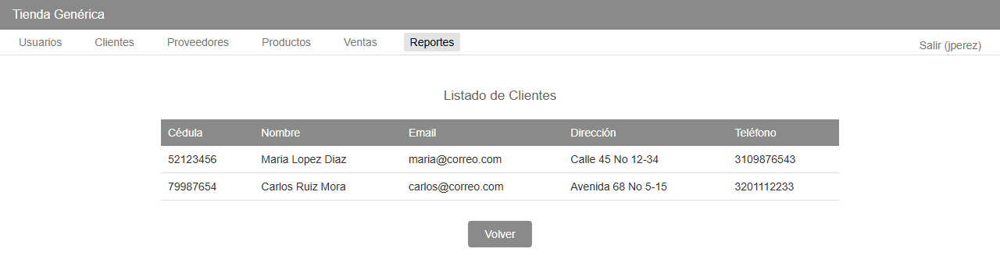 Tienda Genérica
Usuarios Clientes Proveedores Productos Ventas Reportes Salir (jperez)
Listado de Clientes
Cédula Nombre Email Dirección Teléfono
52123456 Maria Lopez Diaz maria@correo.com Calle 45 No 12-34 3109876543
79987654 Carlos Ruiz Mora carlos@correo.com Avenida 68 No 5-15 3201112233
Volver